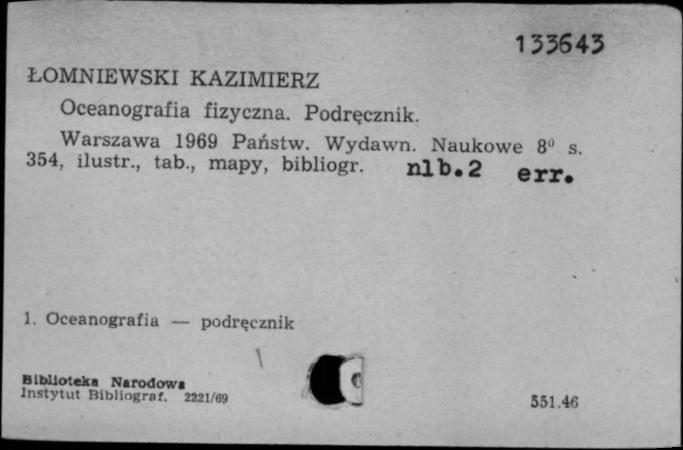 133643
ŁOMNIEWSKI KAZIMIERZ
Oceanografia fizyczna. Podręcznik.
Warszawa 1969 Państw. Wydawn. Naukowe 8⁰ s.
354, ilustr., tab., mapy, bibliogr. nlb.2 err.
1. Oceanografia — podręcznik
Biblioteka Narodowa
Instytut Bibliograf. 2221/69
551.46